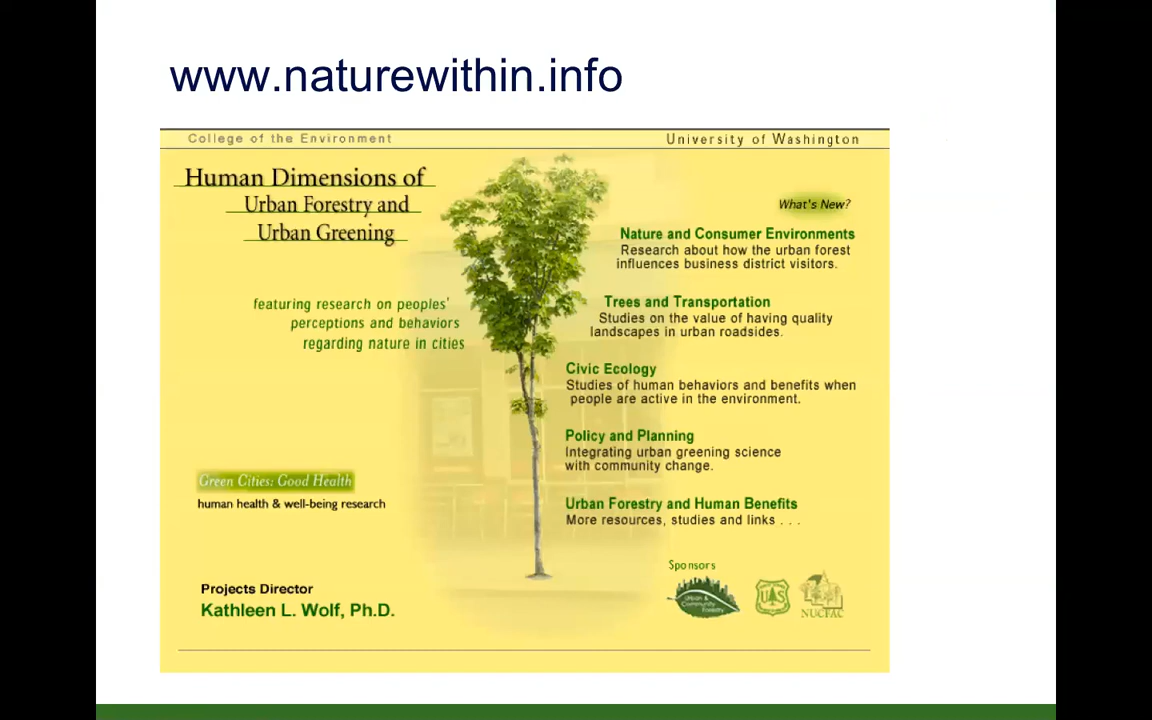 www.naturewithin.info
College of the Environment
University of Washington
Human Dimensions of
Urban Forestry and
Urban Greening
featuring research on peoples'
perceptions and behaviors
regarding nature in cities
Green Cities: Good Health
human health & well-being research
Projects Director
Kathleen L. Wolf, Ph.D.
What's New?
Nature and Consumer Environments
Research about how the urban forest
influences business district visitors.
Trees and Transportation
Studies on the value of having quality
landscapes in urban roadsides.
Civic Ecology
Studies of human behaviors and benefits when
people are active in the environment.
Policy and Planning
Integrating urban greening science
with community change.
Urban Forestry and Human Benefits
More resources, studies and links . . .
Sponsors
Urban &
Community
Forestry
U S
NUCFAC